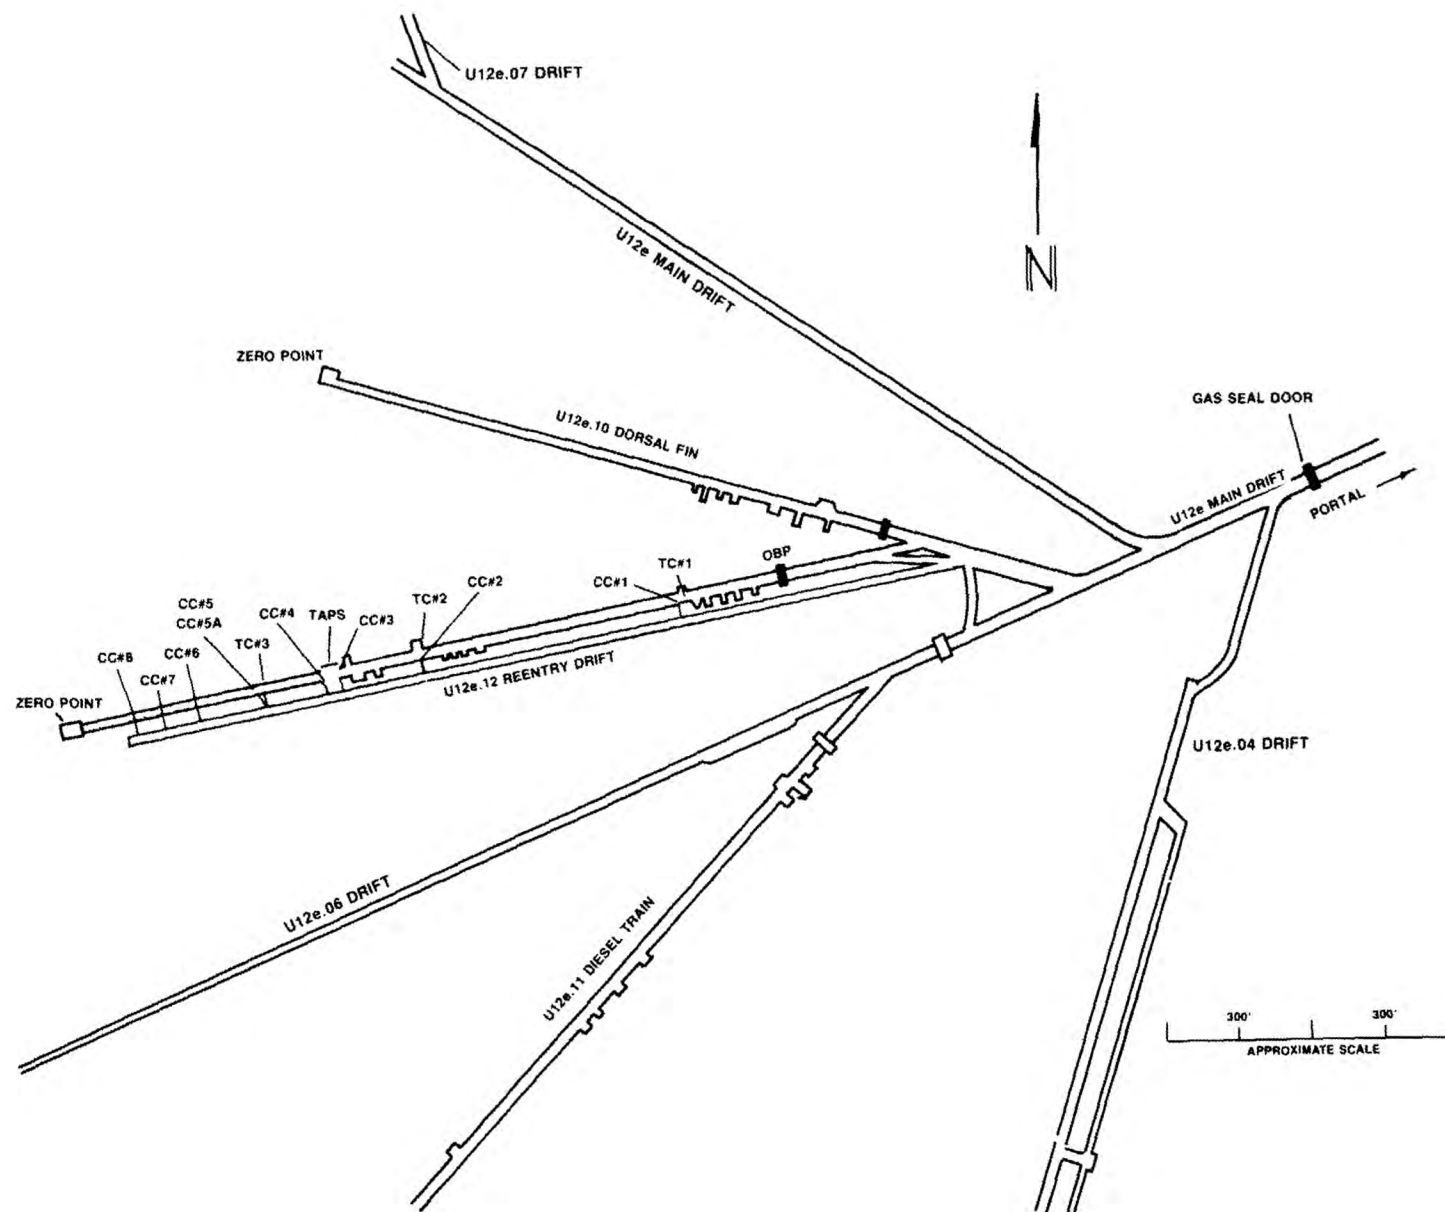 U12e.07 DRIFT
N
U12e MAIN DRIFT
ZERO POINT
GAS SEAL DOOR
U12e.10 DORSAL FIN
U12e MAIN DRIFT
PORTAL
OBP
TC#1
CC#1
CC#2
TC#2
CC#3
TAPS
CC#4
CC#5
CC#5A
TC#3
CC#6
CC#7
CC#8
ZERO POINT
U12e.12 REENTRY DRIFT
U12e.04 DRIFT
U12e.06 DRIFT
U12e.11 DIESEL TRAIN
300' 300'
APPROXIMATE SCALE